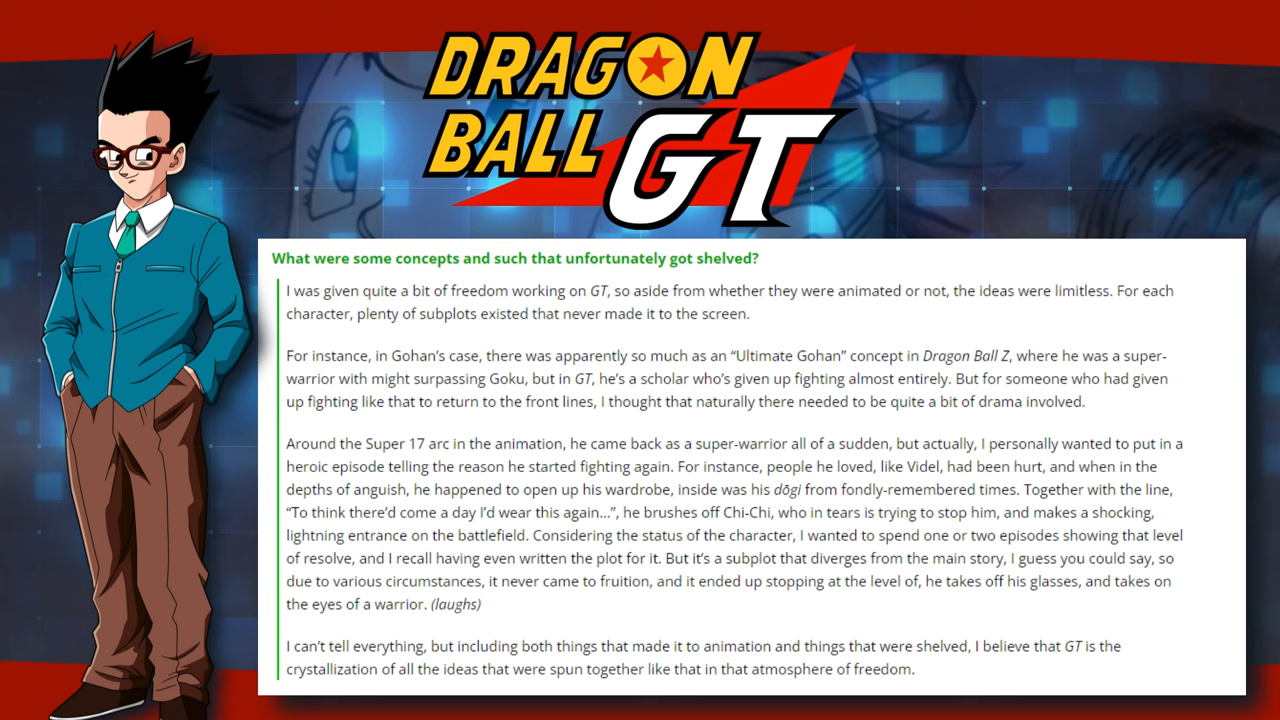 DRAGON
BALL GT
What were some concepts and such that unfortunately got shelved?
I was given quite a bit of freedom working on GT, so aside from whether they were animated or not, the ideas were limitless. For each
character, plenty of subplots existed that never made it to the screen.
For instance, in Gohan’s case, there was apparently so much as an “Ultimate Gohan” concept in Dragon Ball Z, where he was a super-
warrior with might surpassing Goku, but in GT, he’s a scholar who’s given up fighting almost entirely. But for someone who had given
up fighting like that to return to the front lines, I thought that naturally there needed to be quite a bit of drama involved.
Around the Super 17 arc in the animation, he came back as a super-warrior all of a sudden, but actually, I personally wanted to put in a
heroic episode telling the reason he started fighting again. For instance, people he loved, like Videl, had been hurt, and when in the
depths of anguish, he happened to open up his wardrobe, inside was his dōgi from fondly-remembered times. Together with the line,
“To think there’d come a day I’d wear this again…”, he brushes off Chi-Chi, who in tears is trying to stop him, and makes a shocking,
lightning entrance on the battlefield. Considering the status of the character, I wanted to spend one or two episodes showing that level
of resolve, and I recall having even written the plot for it. But it’s a subplot that diverges from the main story, I guess you could say, so
due to various circumstances, it never came to fruition, and it ended up stopping at the level of, he takes off his glasses, and takes on
the eyes of a warrior. (laughs)
I can’t tell everything, but including both things that made it to animation and things that were shelved, I believe that GT is the
crystallization of all the ideas that were spun together like that in that atmosphere of freedom.